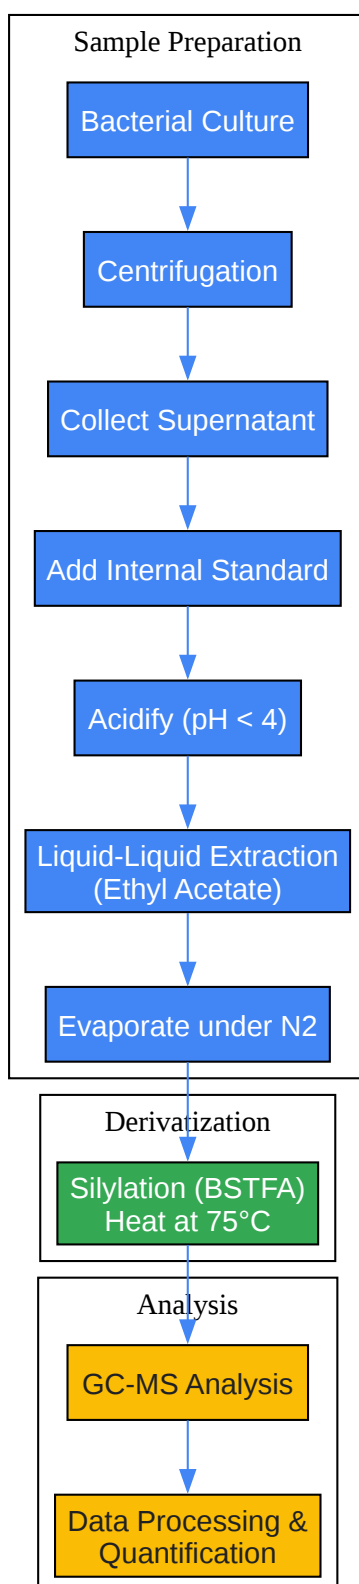 Sample Preparation
Bacterial Culture
Centrifugation
Collect Supernatant
Add Internal Standard
Acidify (pH < 4)
Liquid-Liquid Extraction
(Ethyl Acetate)
Evaporate under N2
Derivatization
Silylation (BSTFA)
Heat at 75°C
Analysis
GC-MS Analysis
Data Processing &
Quantification